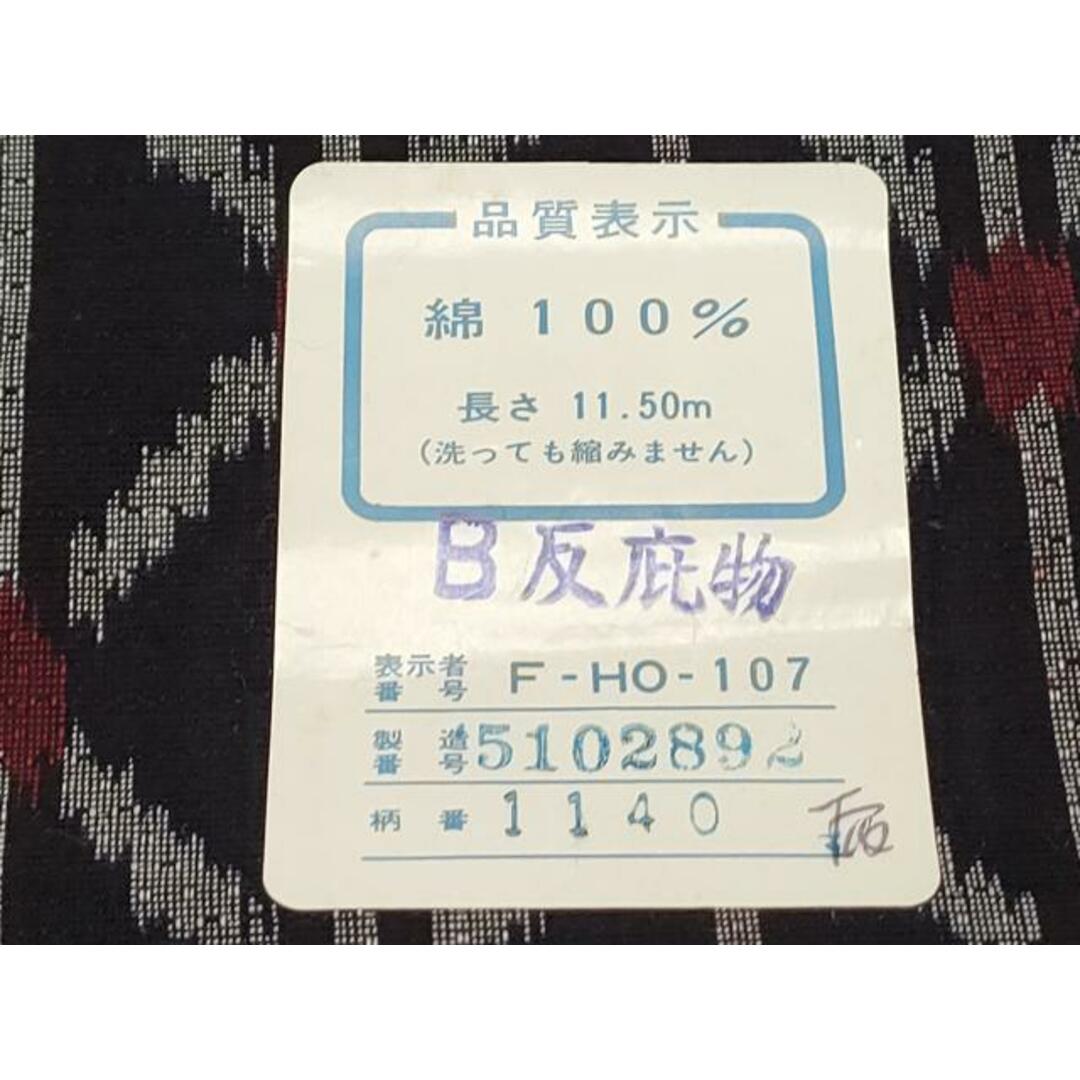 品質表示
綿 100%
長さ 11.50m
(洗っても縮みません)
B反疵物
表示者番号 F-HO-107
製造番号 5102892
柄番 1140